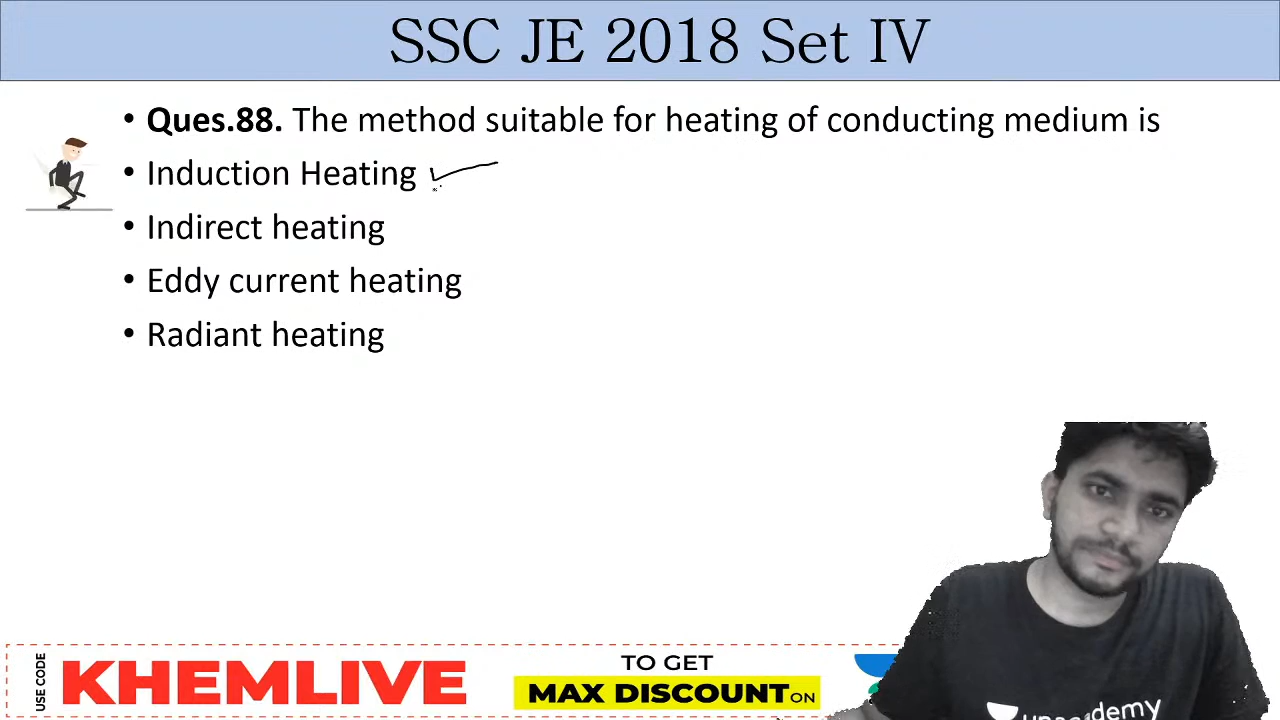 SSC JE 2018 Set IV
• Ques.88. The method suitable for heating of conducting medium is
• Induction Heating
• Indirect heating
• Eddy current heating
• Radiant heating
USE CODE
KHEMLIVE
TO GET
MAX DISCOUNT ON